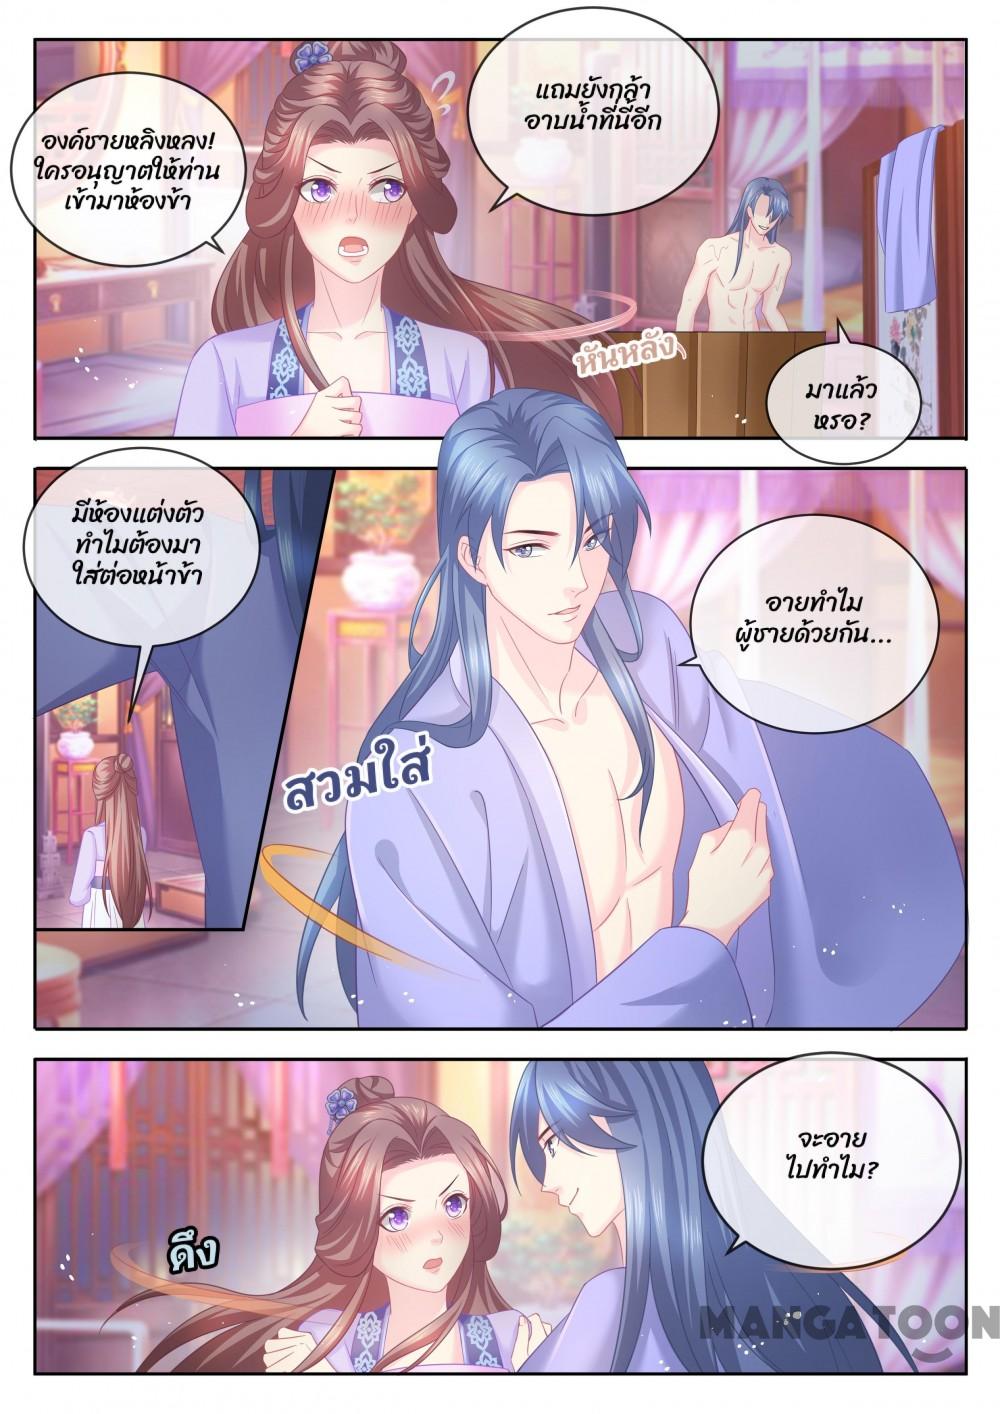 องค์ชายหลิงหลง!
ใครอนุญาตให้ท่าน
เข้ามาห้องข้า
แถมยังกล้า
อาบน้ำที่นี่อีก
หันหลัง
มาแล้ว
หรอ?
มีห้องแต่งตัว
ทำไมต้องมา
ใส่ต่อหน้าข้า
อายทำไม
ผู้ชายด้วยกัน...
สวมใส่
จะอาย
ไปทำไม?
ดึง
MANGATOON